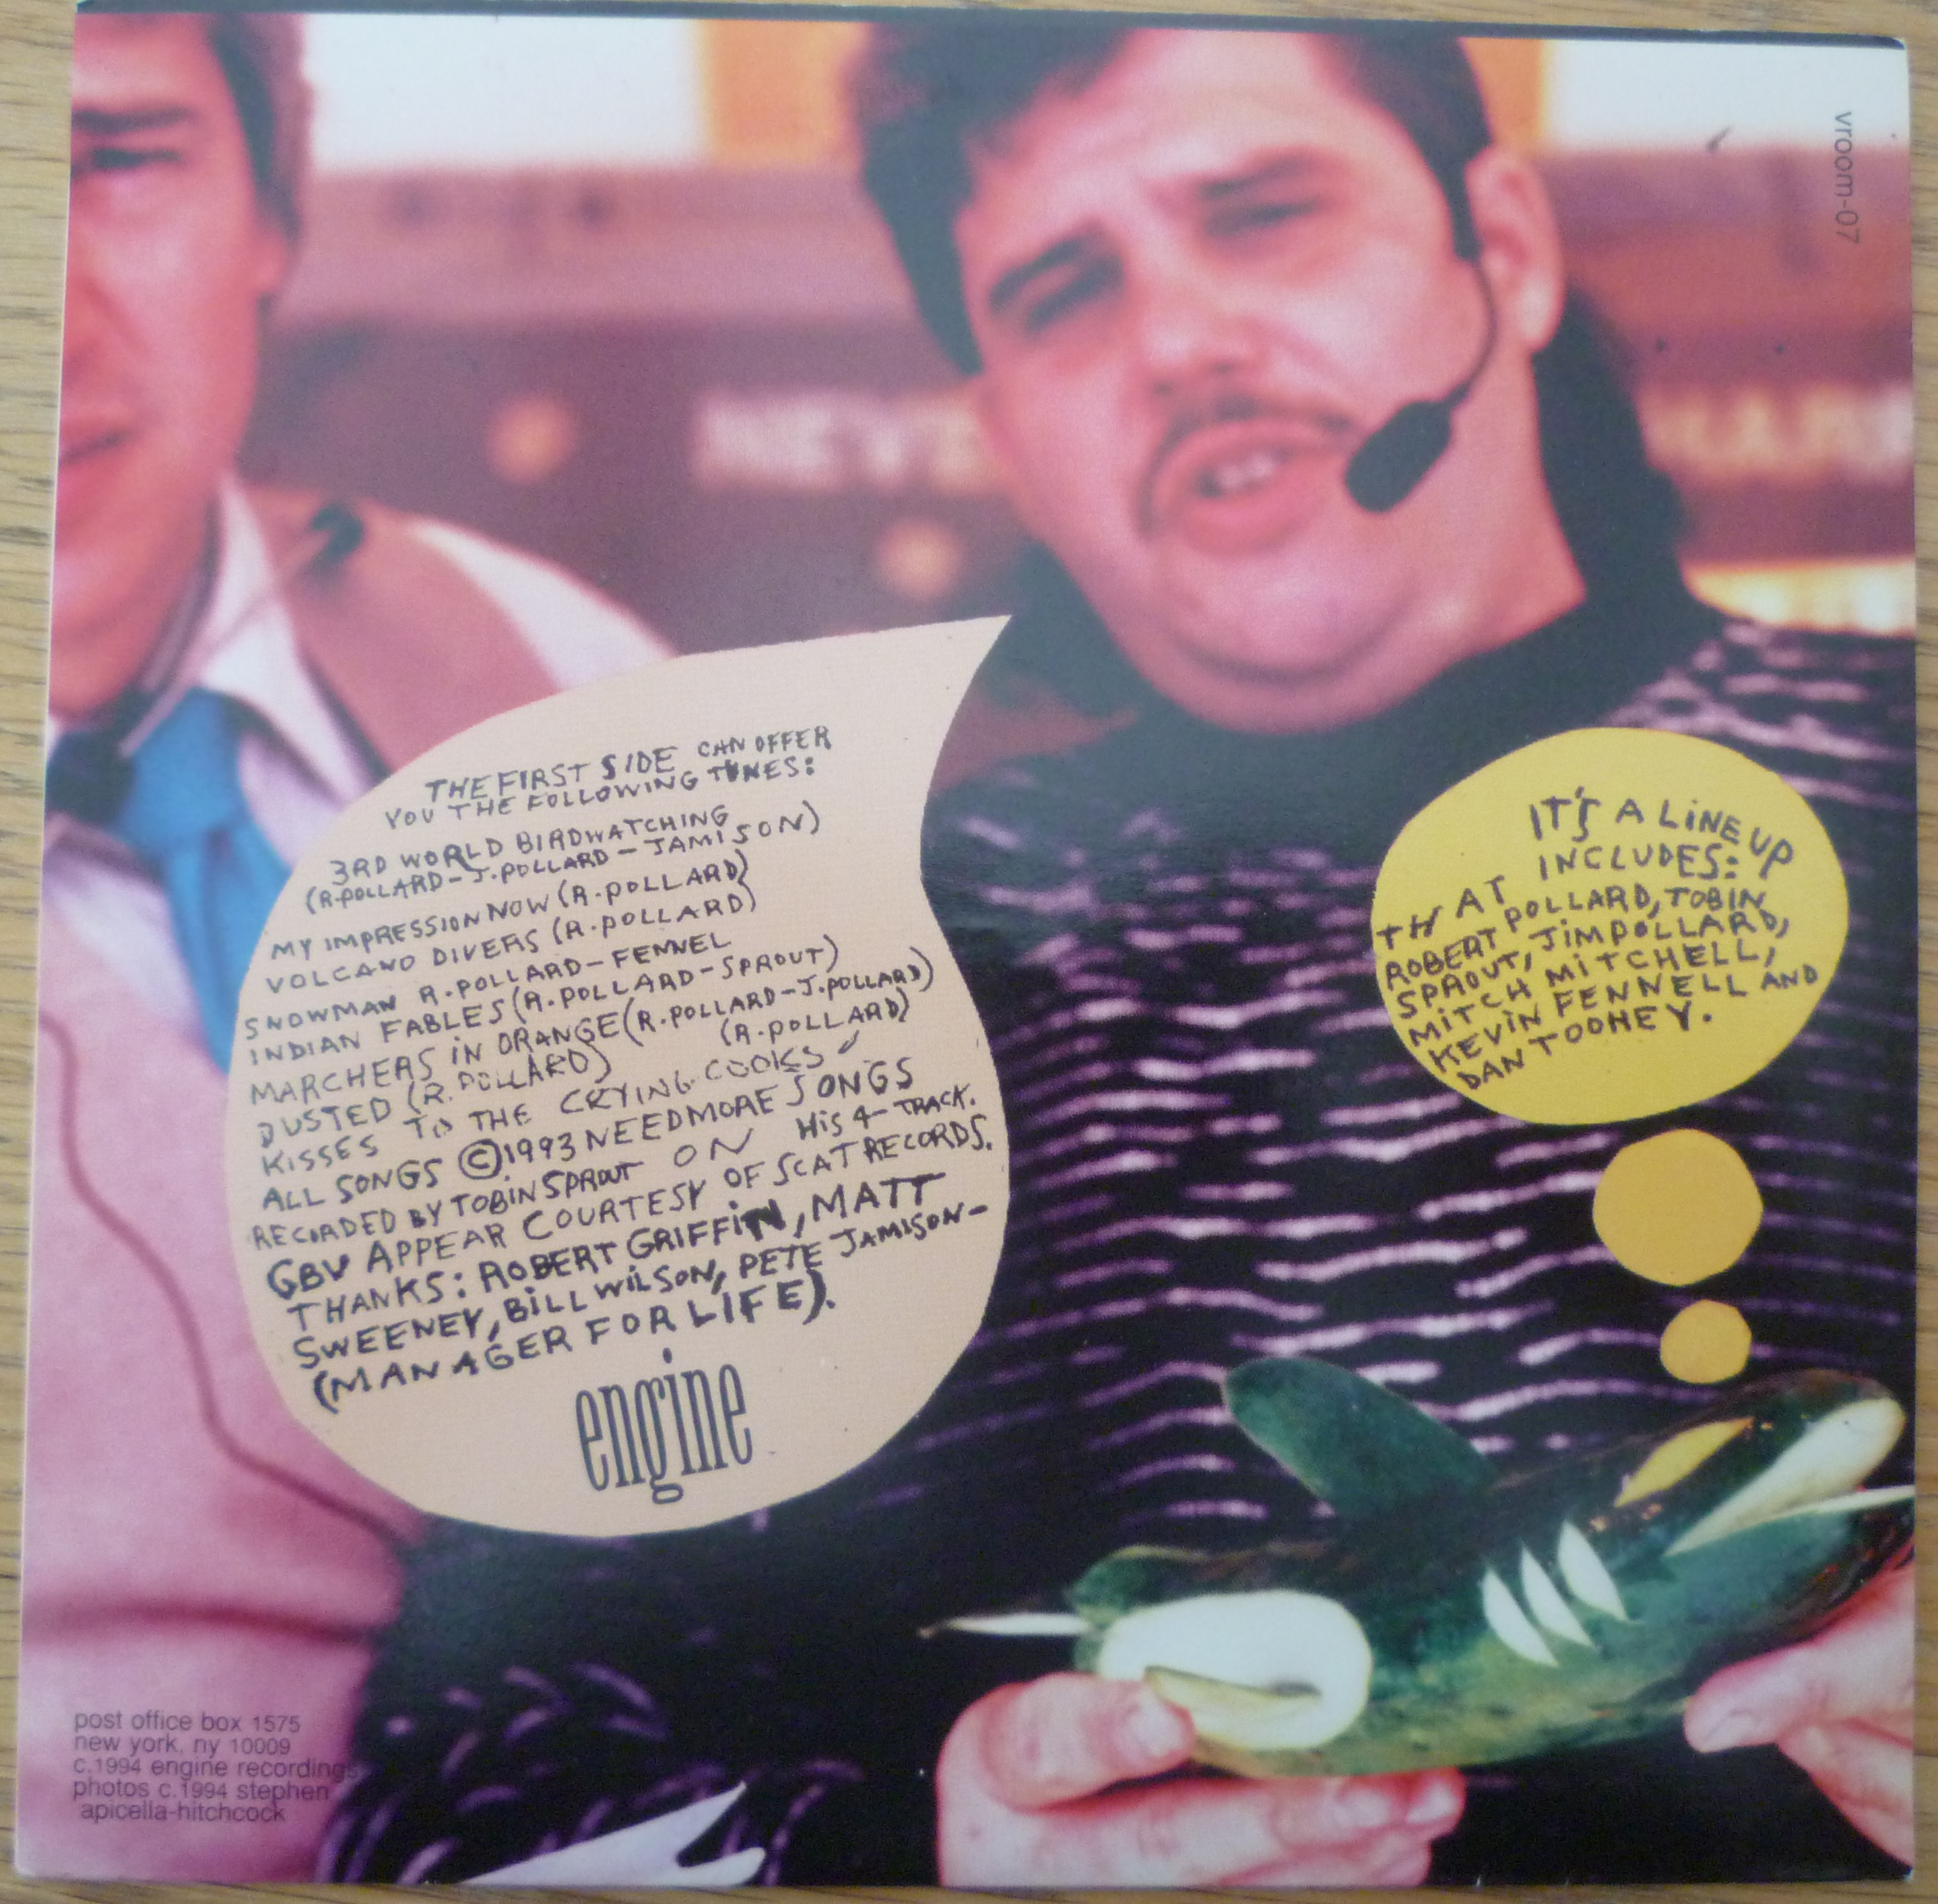 vroom-07
NEVE
THE FIRST SIDE CAN OFFER
YOU THE FOLLOWING TUNES:
3RD WORLD BIRDWATCHING
(R.POLLARD-J.POLLARD-JAMISON)
MY IMPRESSION NOW (R.POLLARD)
VOLCANO DIVERS (R.POLLARD)
SNOWMAN R.POLLARD-FENNEL
INDIAN FABLES (R.POLLARD-SPROUT)
MARCHERS IN ORANGE (R.POLLARD-J.POLLARD)
DUSTED (R.POLLARD) (R.POLLARD)
KISSES TO THE CRYING COOKS
ALL SONGS ©1993 NEEDMORE SONGS
RECORDED BY TOBIN SPROUT ON HIS 4-TRACK.
GBV APPEAR COURTESY OF SCAT RECORDS.
THANKS: ROBERT GRIFFIN, MATT
SWEENEY, BILL WILSON, PETE JAMISON-
(MANAGER FOR LIFE).
engine
IT'S A LINEUP
THAT INCLUDES:
ROBERT POLLARD, TOBIN
SPROUT, JIM POLLARD,
MITCH MITCHELL,
KEVIN FENNELL AND
DAN TOOHEY.
post office box 1575
new york, ny 10009
c.1994 engine recordings
photos c.1994 stephen
apicella-hitchcock